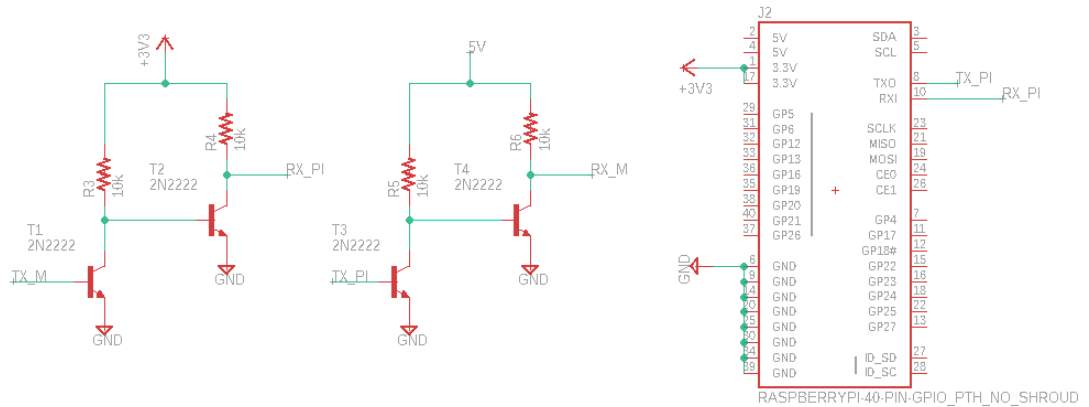 +3V3
R4
10k
R3
10k
T2
2N2222
RX_PI
T1
2N2222
TX_M
GND
GND
5V
R6
10k
R5
10k
T4
2N2222
RX_M
T3
2N2222
TX_PI
GND
GND
J2
2 5V SDA 3
4 5V SCL 5
1 3.3V
17 3.3V TXO 8 TX_PI
+3V3
RXI 10 RX_PI
29 GP5
31 GP6 SCLK 23
32 GP12 MISO 21
33 GP13 MOSI 19
36 GP16 CE0 24
35 GP19 CE1 26
38 GP20
40 GP21 GP4 7
37 GP26 GP17 11
GP18# 12
GND
6 GND GP22 15
9 GND GP23 16
14 GND GP24 18
20 GND GP25 22
25 GND GP27 13
30 GND
34 GND ID_SD 27
39 GND ID_SC 28
RASPBERRYPI-40-PIN-GPIO_PTH_NO_SHROUD